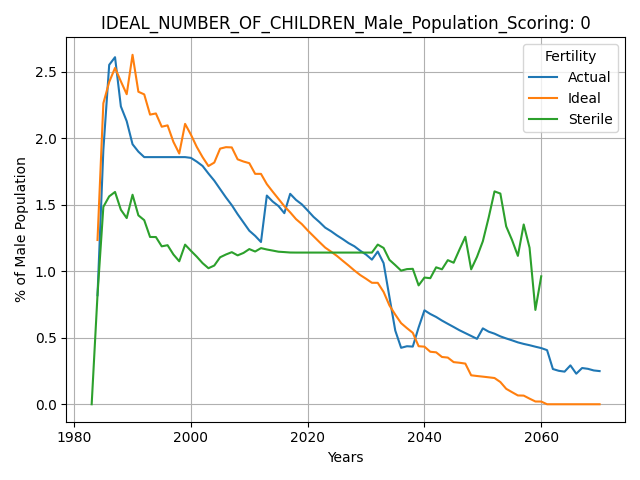 IDEAL_NUMBER_OF_CHILDREN_Male_Population_Scoring: 0
Fertility
Actual
Ideal
Sterile
% of Male Population
2.5
2.0
1.5
1.0
0.5
0.0
1980 2000 2020 2040 2060
Years